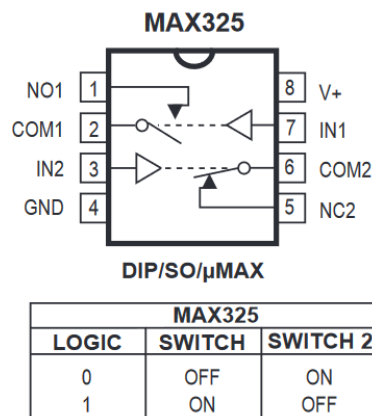 MAX325
NO1 1 8 V+
COM1 2 7 IN1
IN2 3 6 COM2
GND 4 5 NC2
DIP/SO/µMAX
MAX325
LOGIC SWITCH SWITCH 2
0 OFF ON
1 ON OFF